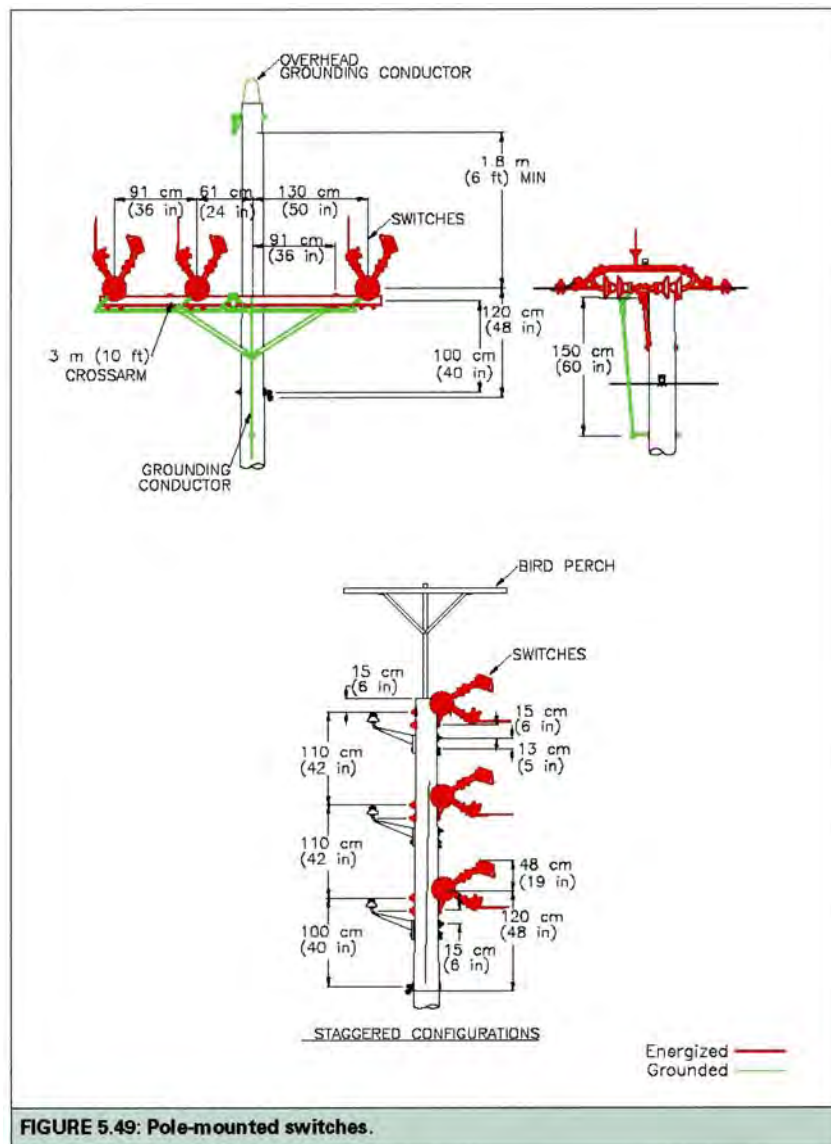 OVERHEAD
GROUNDING CONDUCTOR
1.8 m
(6 ft) MIN
91 cm
(36 in)
61 cm
(24 in)
130 cm
(50 in)
SWITCHES
91 cm
(36 in)
120 cm
(48 in)
100 cm
(40 in)
3 m (10 ft)
CROSSARM
GROUNDING
CONDUCTOR
150 cm
(60 in)
BIRD PERCH
SWITCHES
15 cm
(6 in)
15 cm
(6 in)
13 cm
(5 in)
110 cm
(42 in)
110 cm
(42 in)
48 cm
(19 in)
120 cm
(48 in)
100 cm
(40 in)
15 cm
(6 in)
STAGGERED CONFIGURATIONS
Energized
Grounded
FIGURE 5.49: Pole-mounted switches.